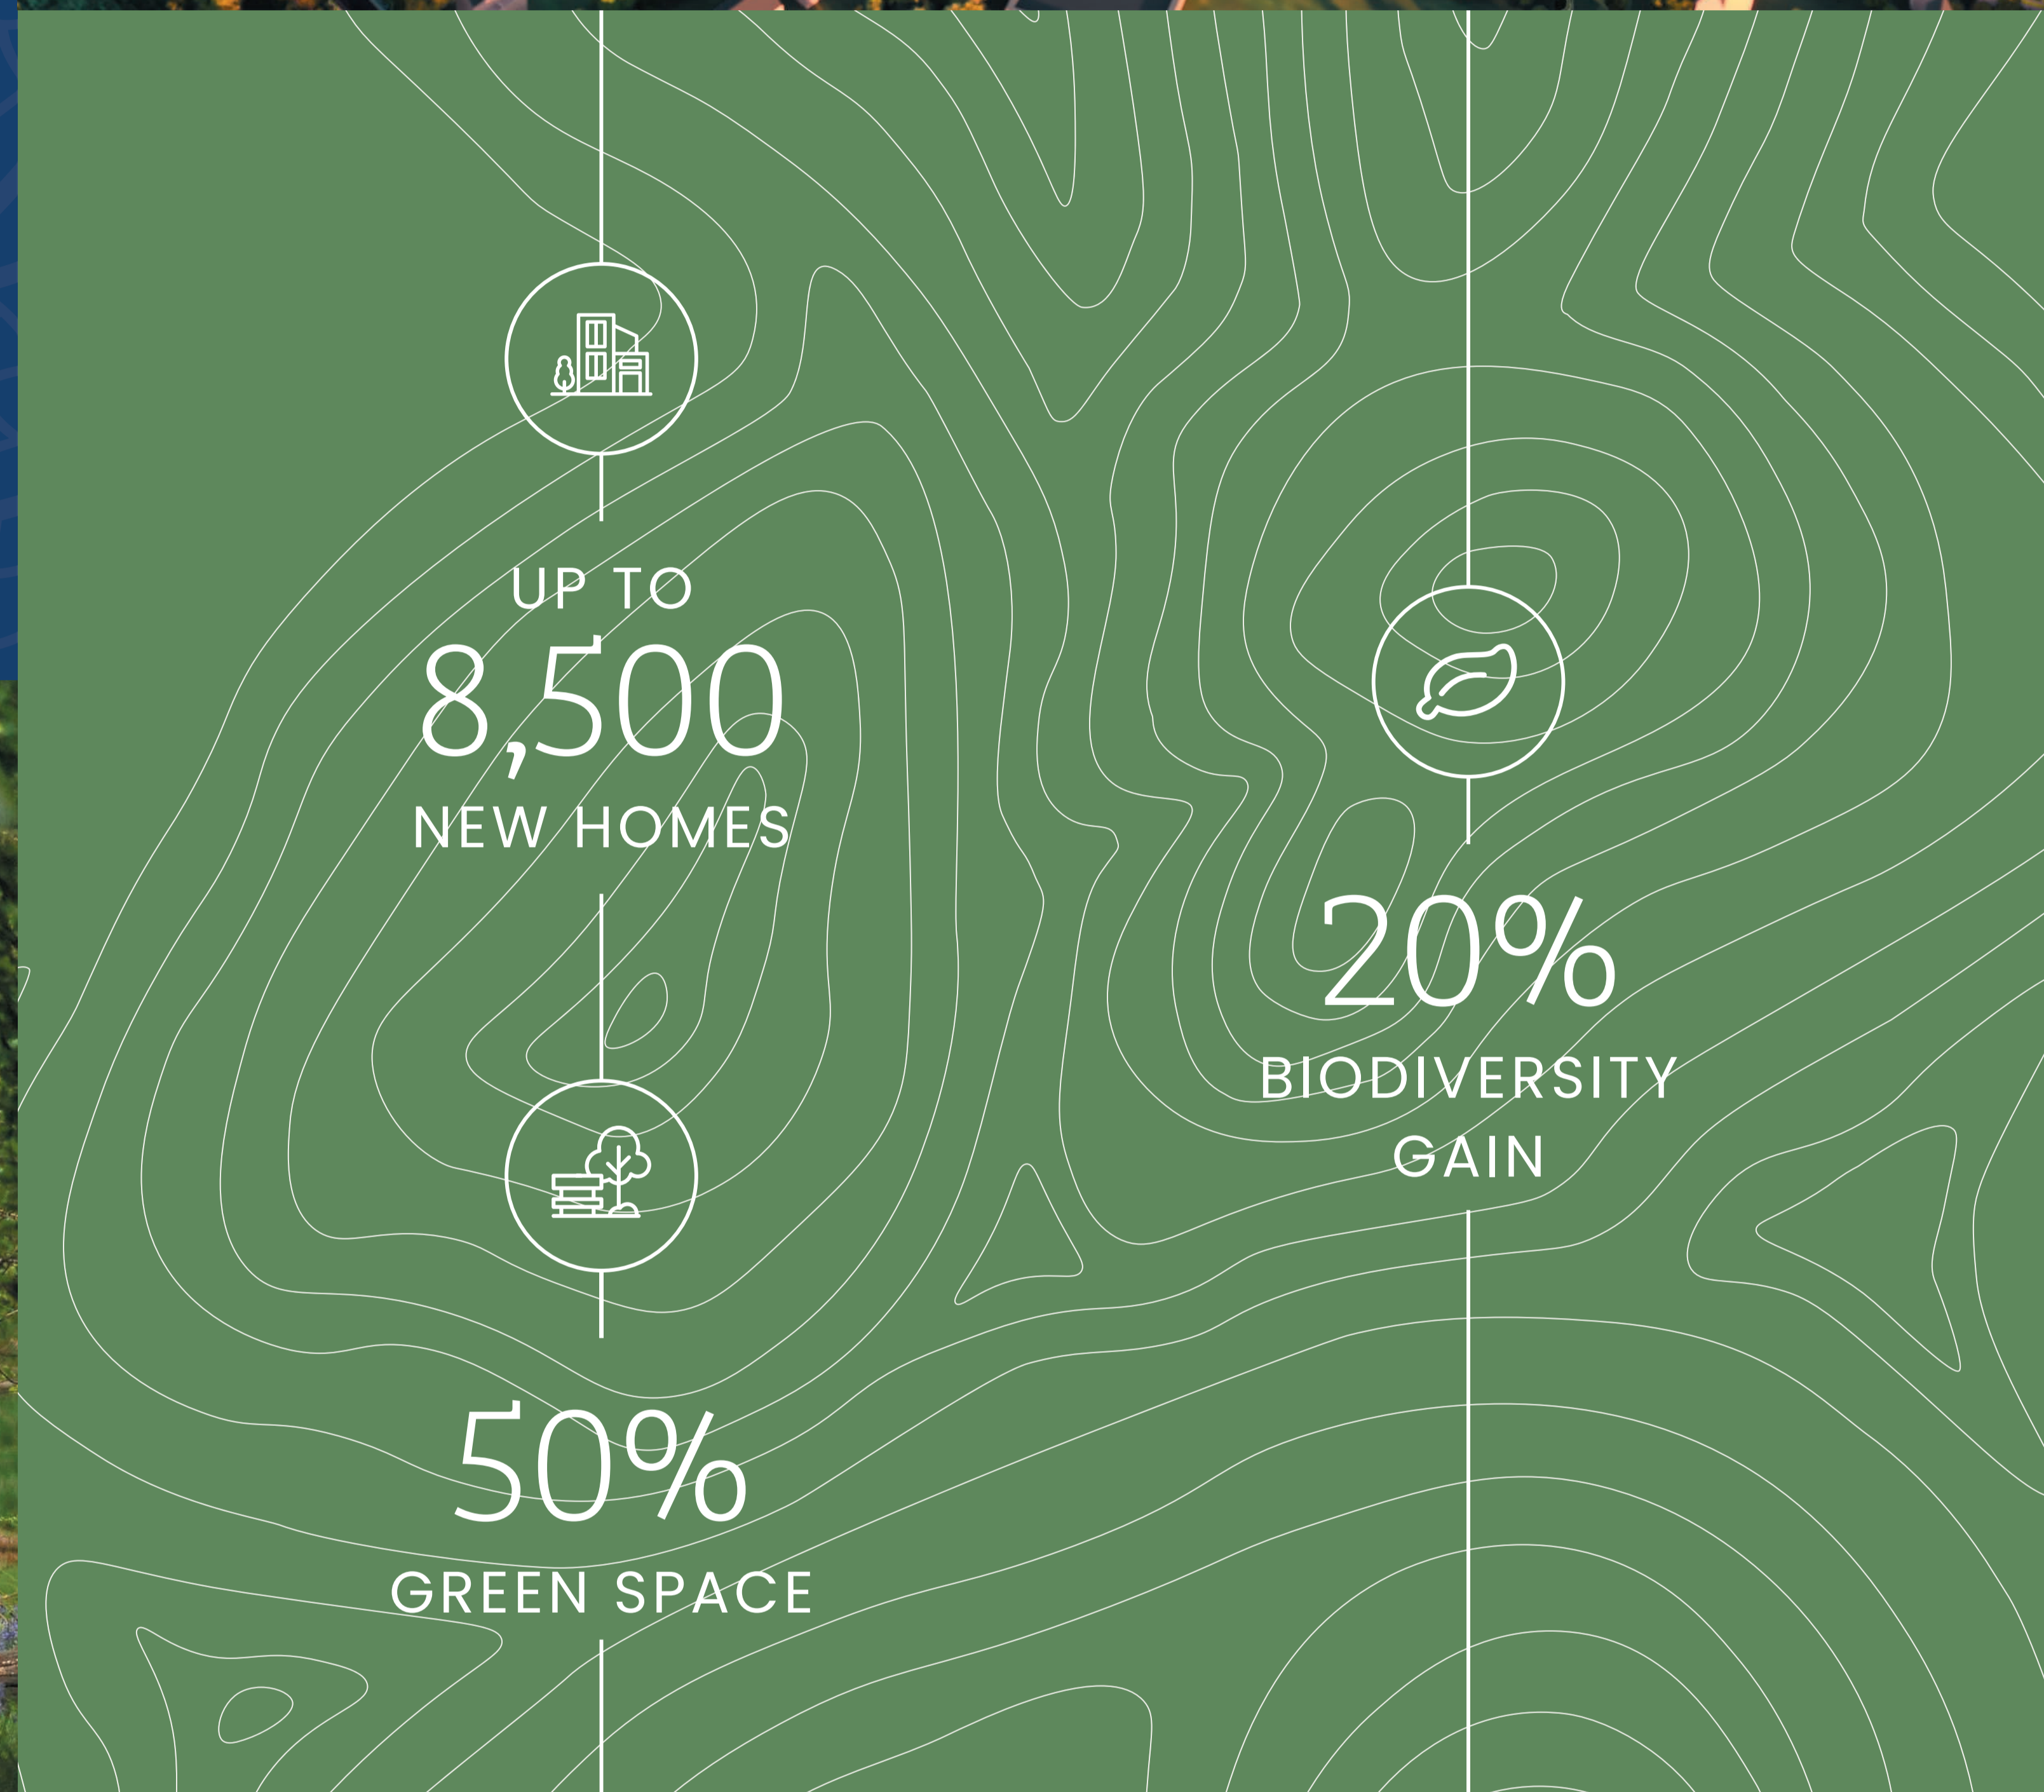 UP TO
8,500
NEW HOMES
20%
BIODIVERSITY
GAIN
50%
GREEN SPACE